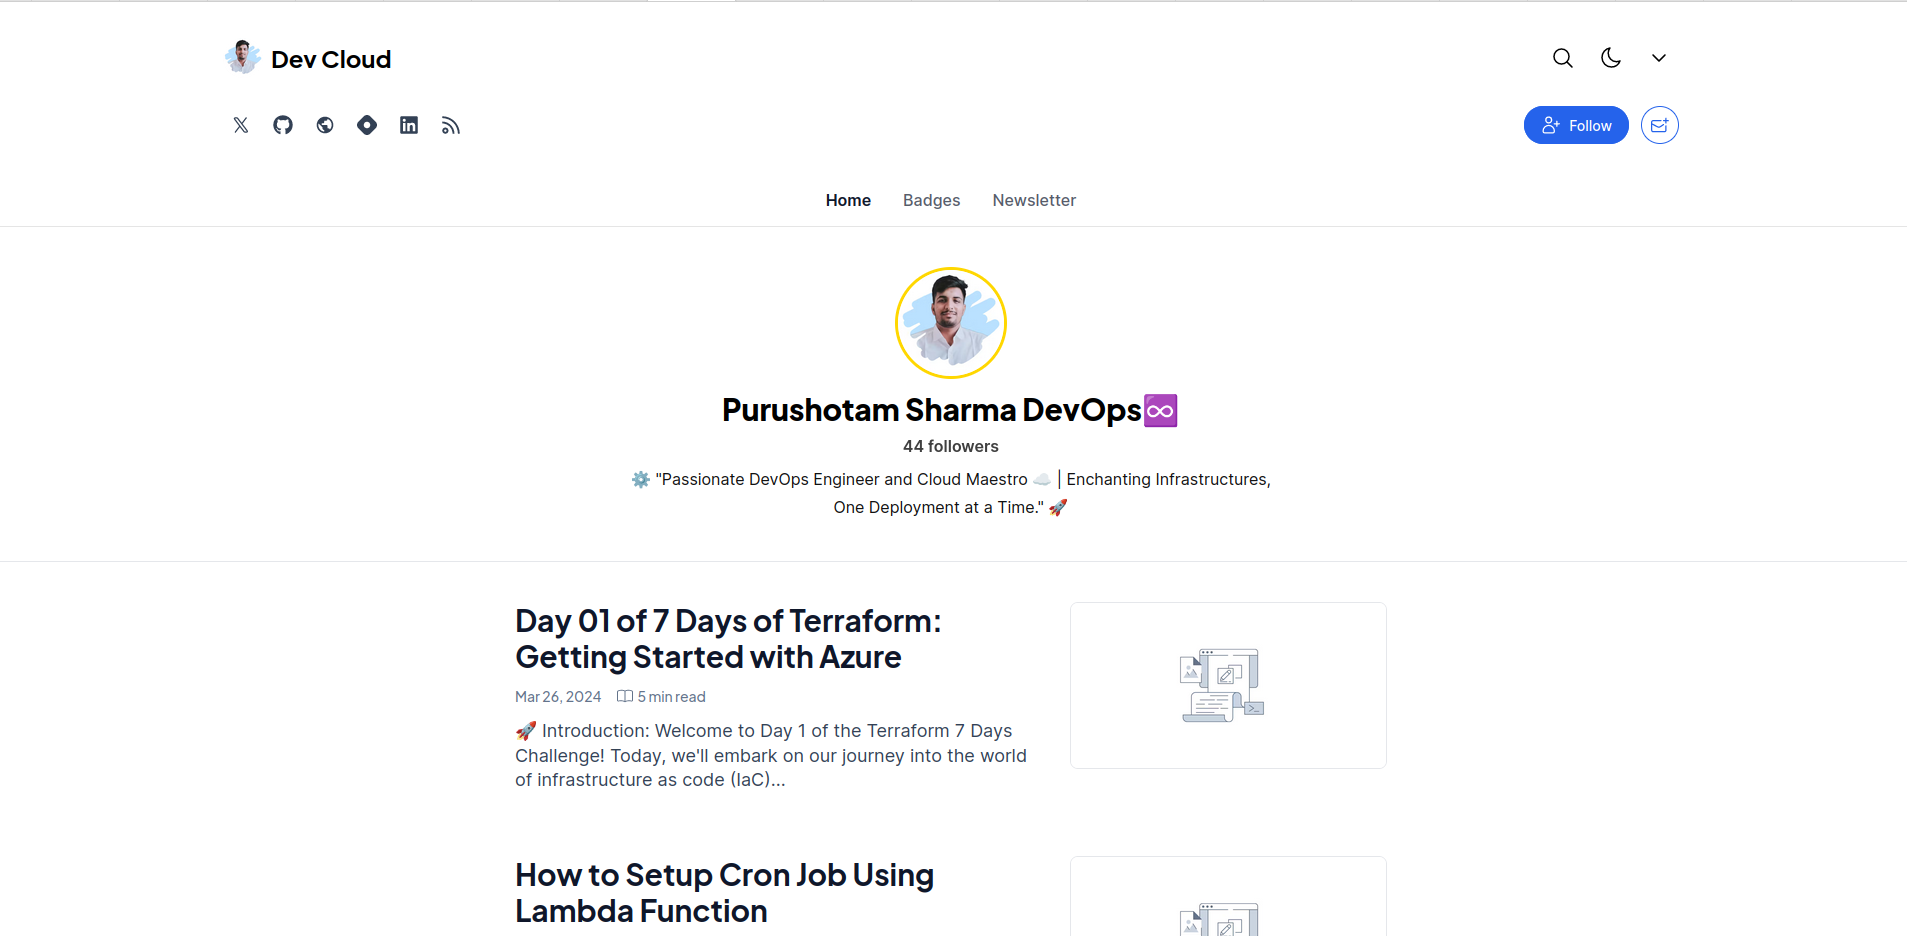 Dev Cloud
Follow
Home Badges Newsletter
Purushotam Sharma DevOps♾️
44 followers
⚙️ "Passionate DevOps Engineer and Cloud Maestro ☁️ | Enchanting Infrastructures,
One Deployment at a Time." 🚀
Day 01 of 7 Days of Terraform:
Getting Started with Azure
Mar 26, 2024 5 min read
🚀 Introduction: Welcome to Day 1 of the Terraform 7 Days
Challenge! Today, we'll embark on our journey into the world
of infrastructure as code (IaC)...
How to Setup Cron Job Using
Lambda Function